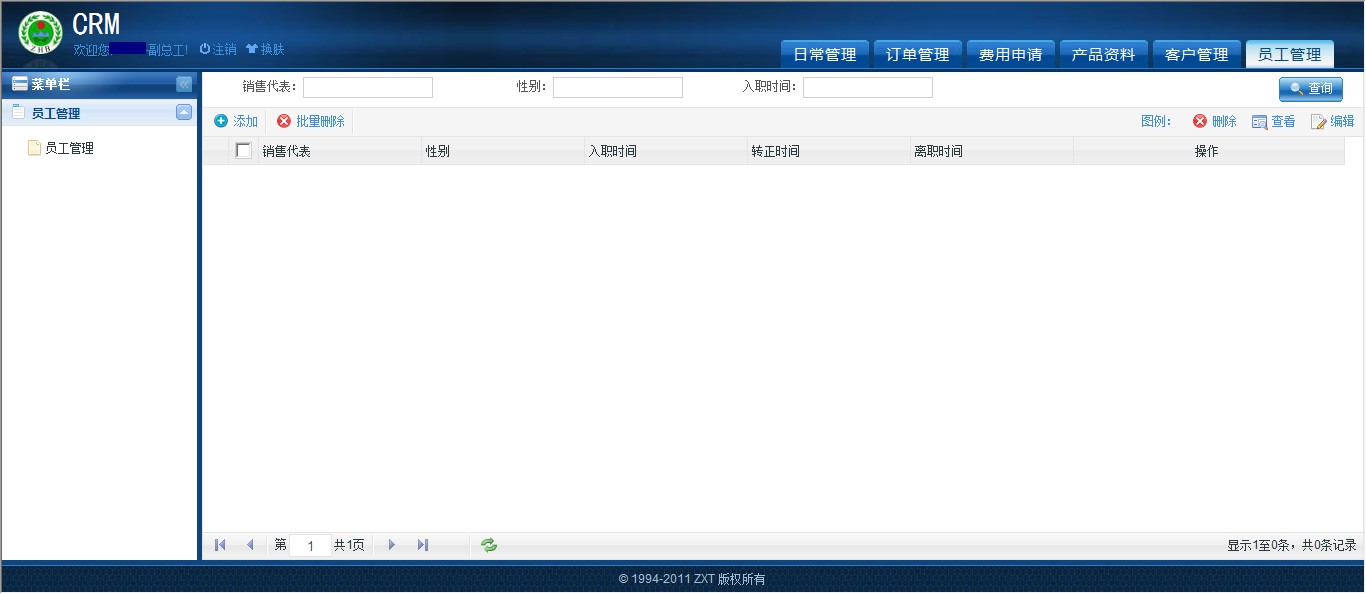 CRM
欢迎您 副总工! 注销 换肤
日常管理 订单管理 费用申请 产品资料 客户管理 员工管理
菜单栏
员工管理
员工管理
销售代表: 性别: 入职时间: 查询
添加 批量删除 图例: 删除 查看 编辑
销售代表 性别 入职时间 转正时间 离职时间 操作
第 1 共1页
显示1至0条，共0条记录
© 1994-2011 ZXT 版权所有